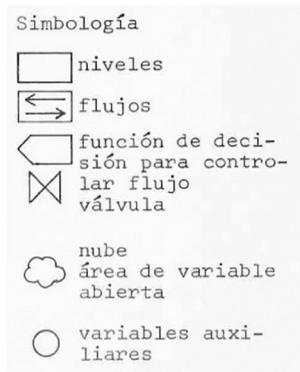 Simbología
niveles
flujos
función de deci-
sión para contro-
lar flujo
válvula
nube
área de variable
abierta
variables auxi-
liares